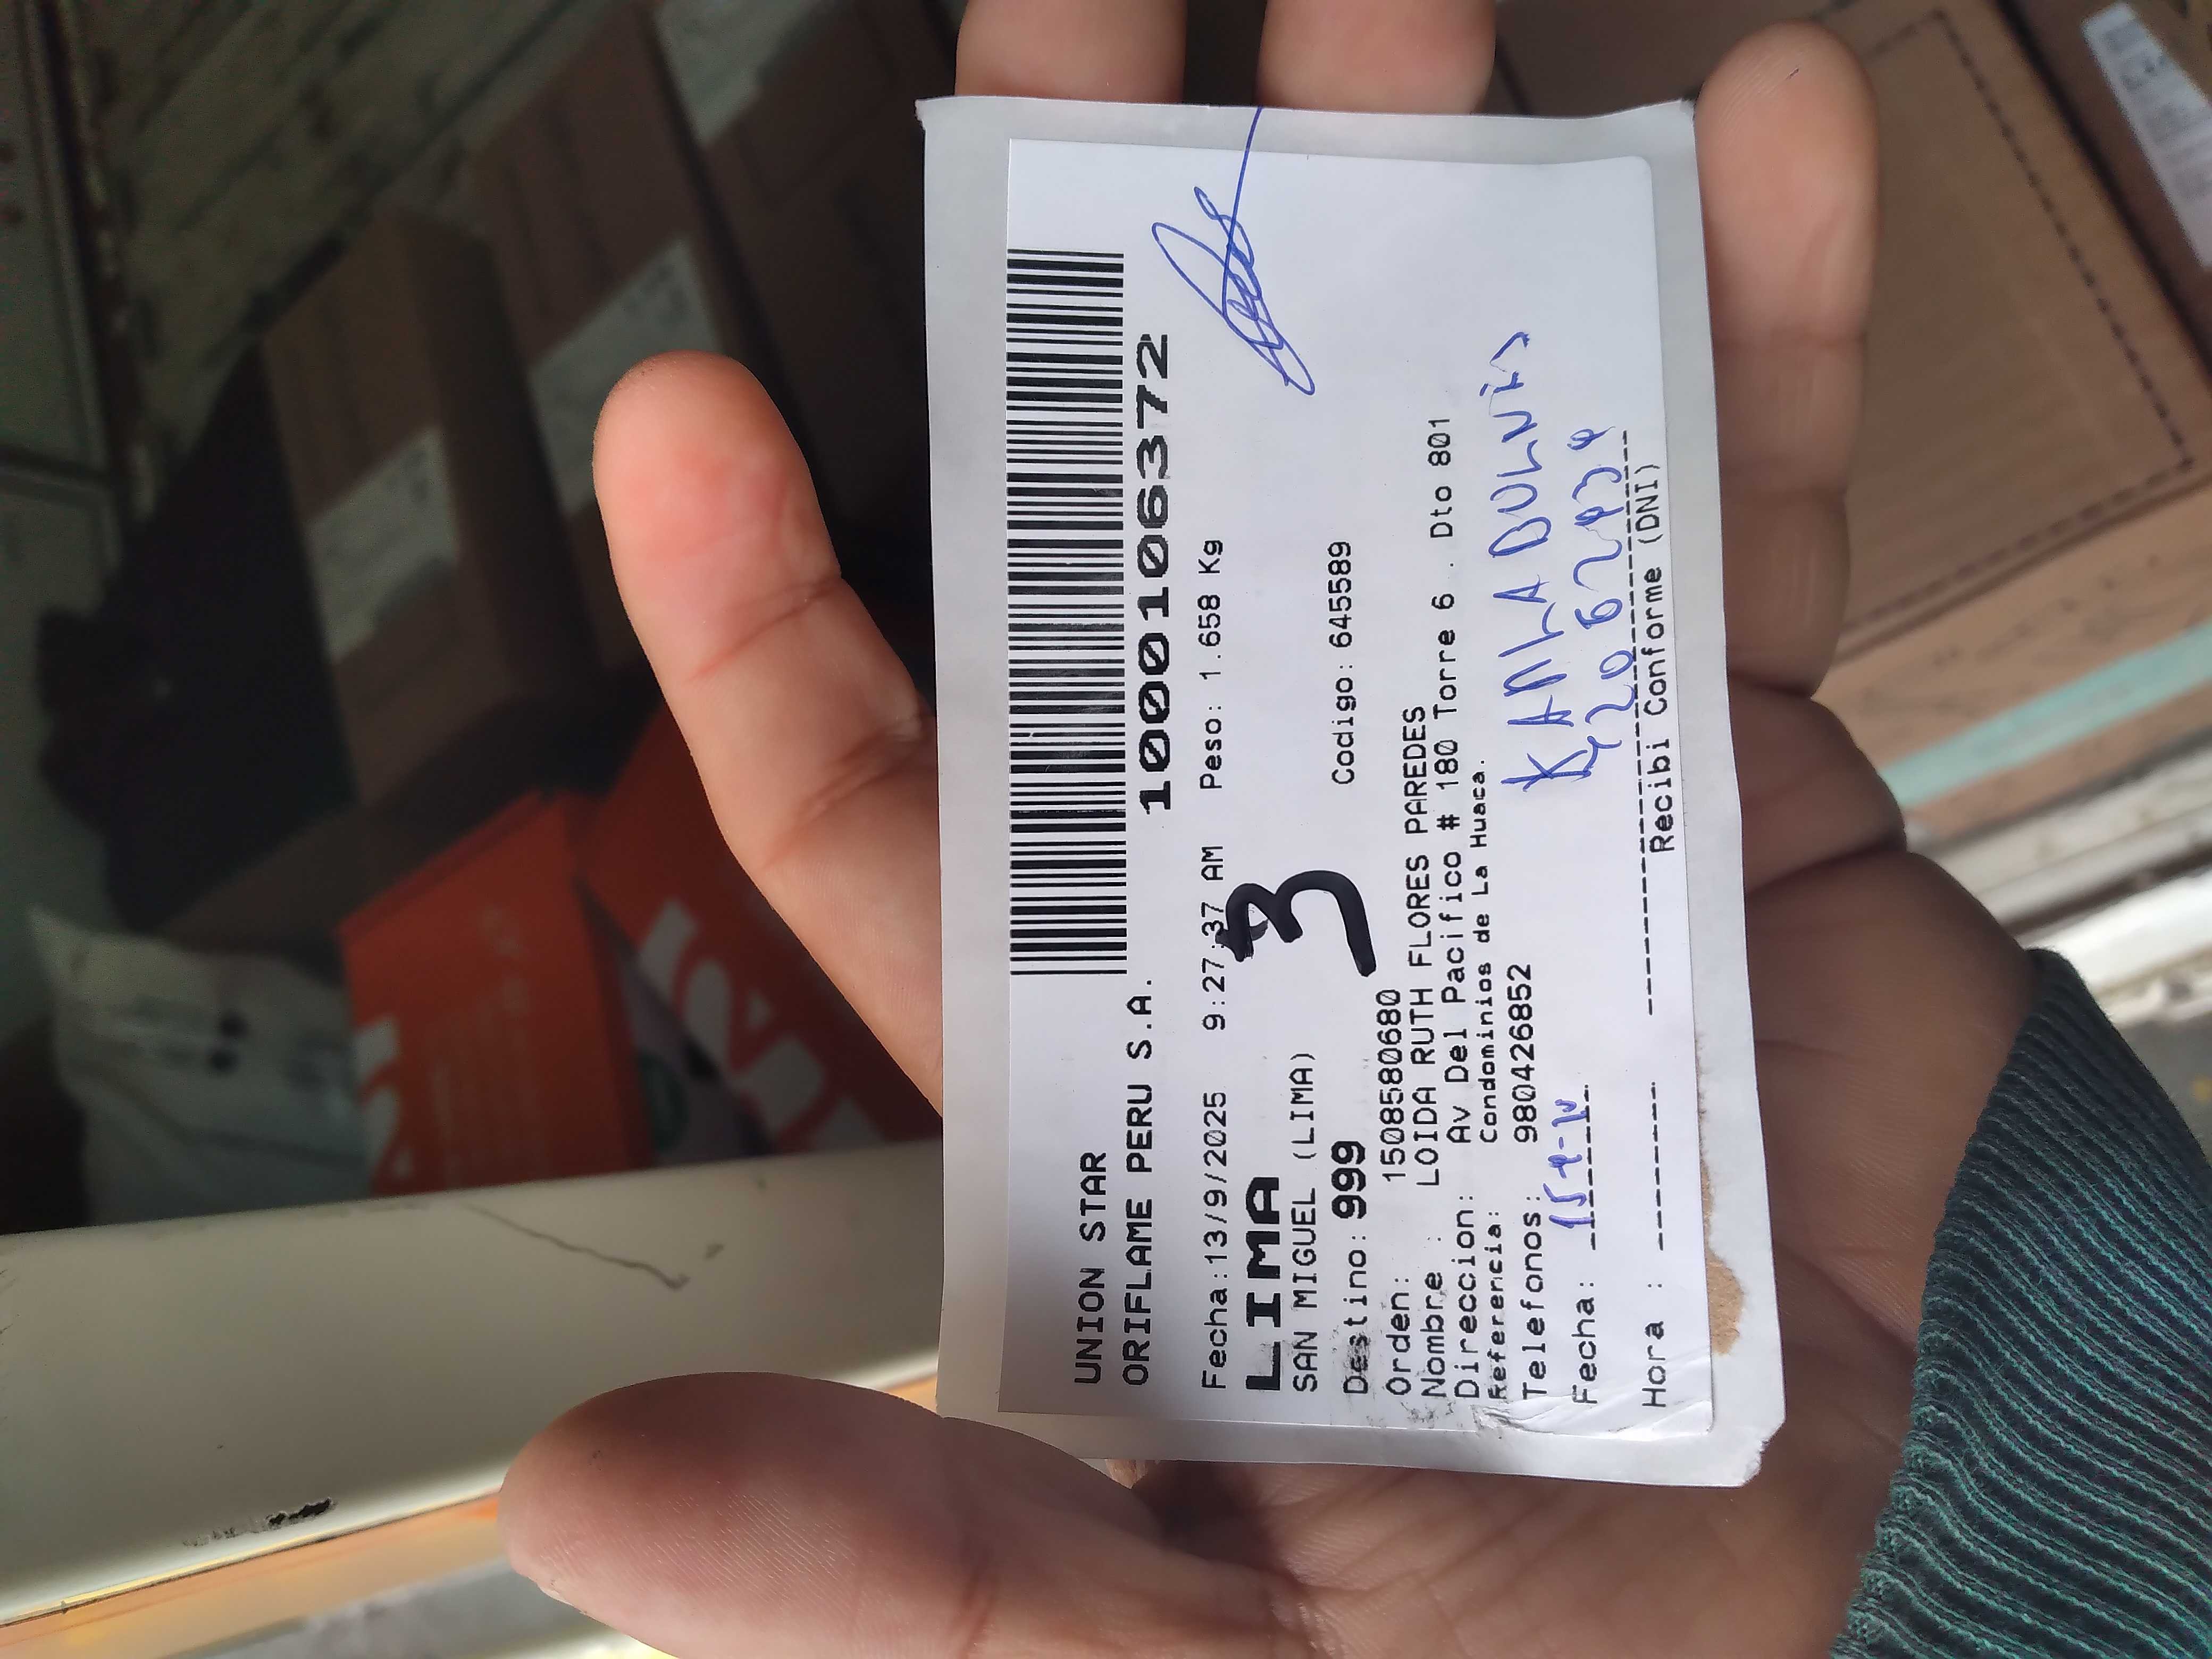 UNION STAR
ORIFLAME PERU S.A.
1000106372
Fecha:13/9/2025 9:27:37 AM Peso: 1.658 Kg
LIMA
3
SAN MIGUEL (LIMA)
Destino: 999 Codigo: 645589
Orden: 1508580680
Nombre : LOIDA RUTH FLORES PAREDES
Direccion: Av Del Pacifico # 180 Torre 6 . Dto 801
Referencia: Condominios de La Huaca.
Telefonos: 980426852
Fecha :
Hora :
Recibi Conforme (DNI)